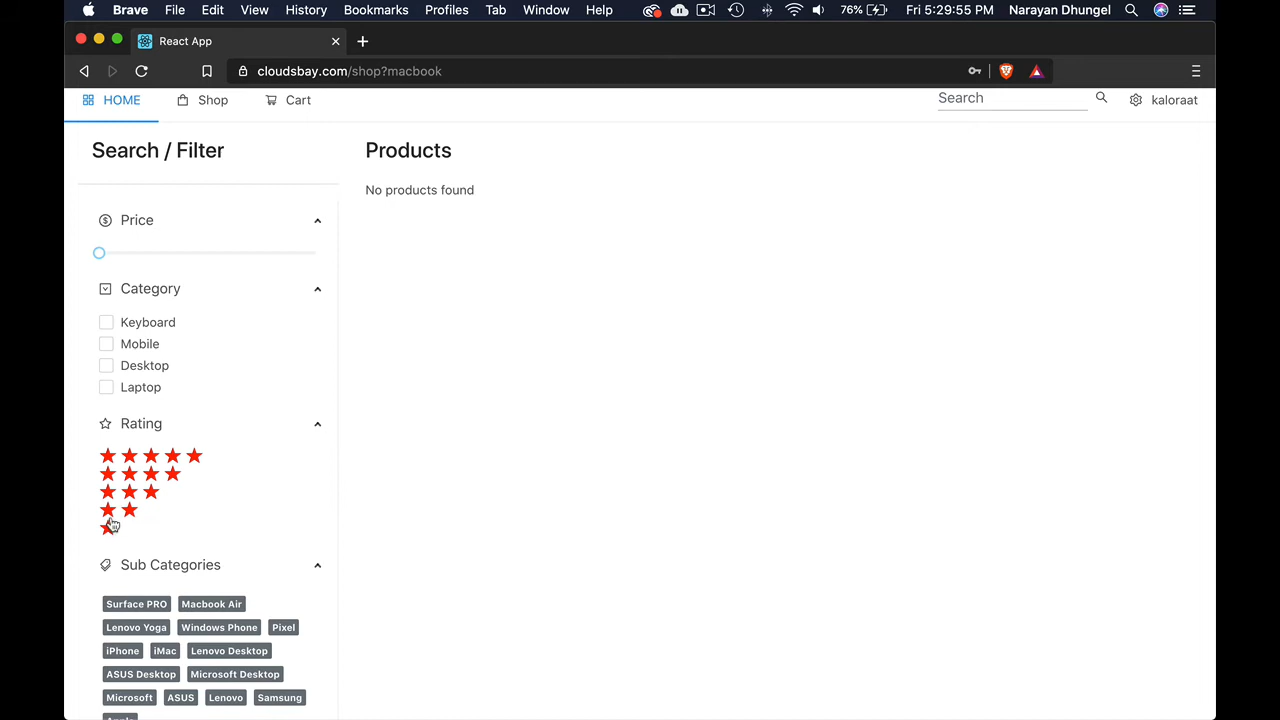 Brave File Edit View History Bookmarks Profiles Tab Window Help 76% Fri 5:29:55 PM Narayan Dhungel
React App
cloudsbay.com/shop?macbook
HOME Shop Cart Search kaloraat
Search / Filter
Products
No products found
Price
Category
Keyboard
Mobile
Desktop
Laptop
Rating
Sub Categories
Surface PRO Macbook Air
Lenovo Yoga Windows Phone Pixel
iPhone iMac Lenovo Desktop
ASUS Desktop Microsoft Desktop
Microsoft ASUS Lenovo Samsung
Apple